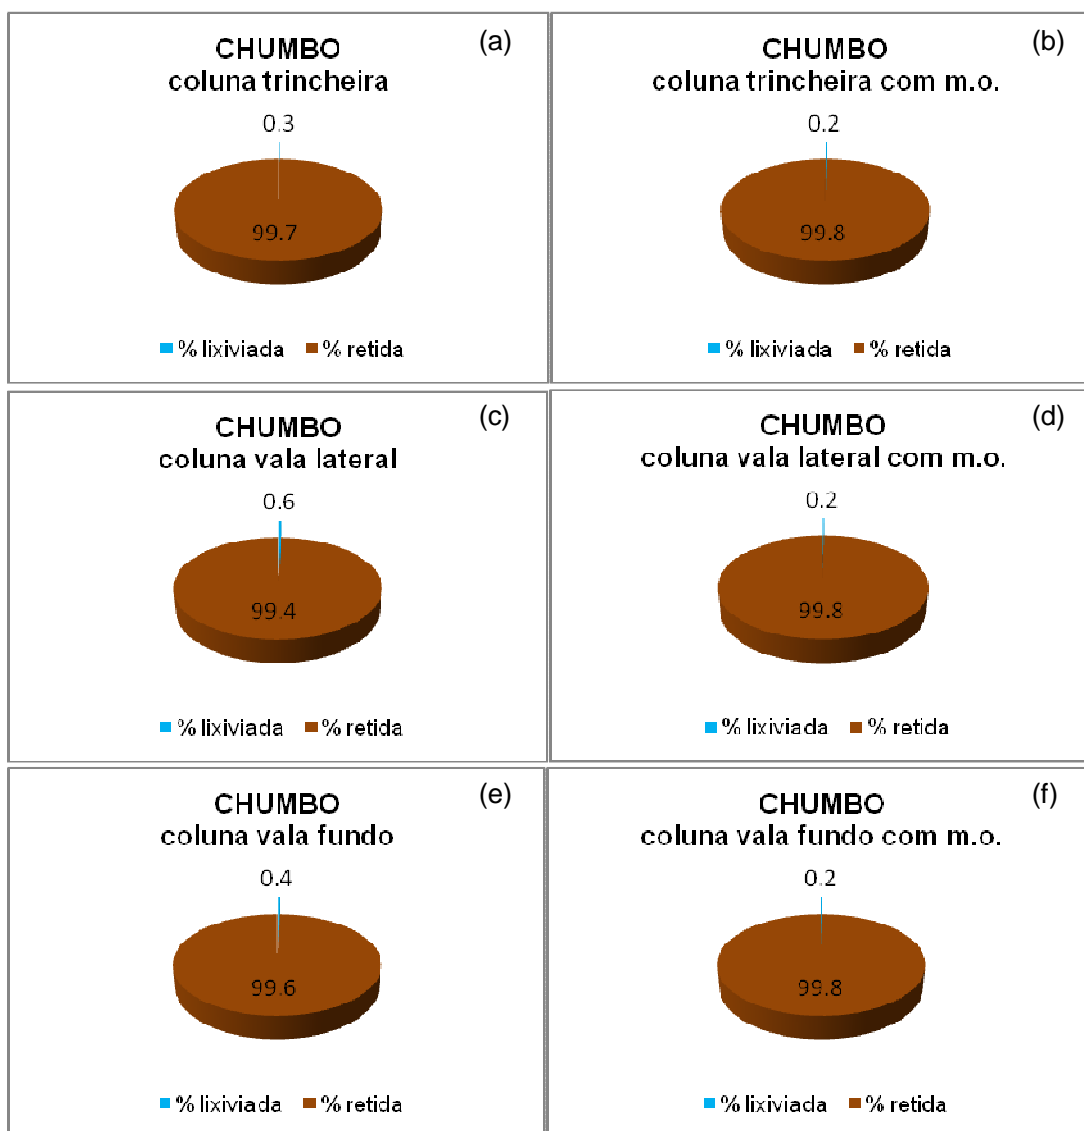 (a)
CHUMBO
coluna trincheira
0.3
99.7
% lixiviada % retida
(b)
CHUMBO
coluna trincheira com m.o.
0.2
99.8
% lixiviada % retida
(c)
CHUMBO
coluna vala lateral
0.6
99.4
% lixiviada % retida
(d)
CHUMBO
coluna vala lateral com m.o.
0.2
99.8
% lixiviada % retida
(e)
CHUMBO
coluna vala fundo
0.4
99.6
% lixiviada % retida
(f)
CHUMBO
coluna vala fundo com m.o.
0.2
99.8
% lixiviada % retida